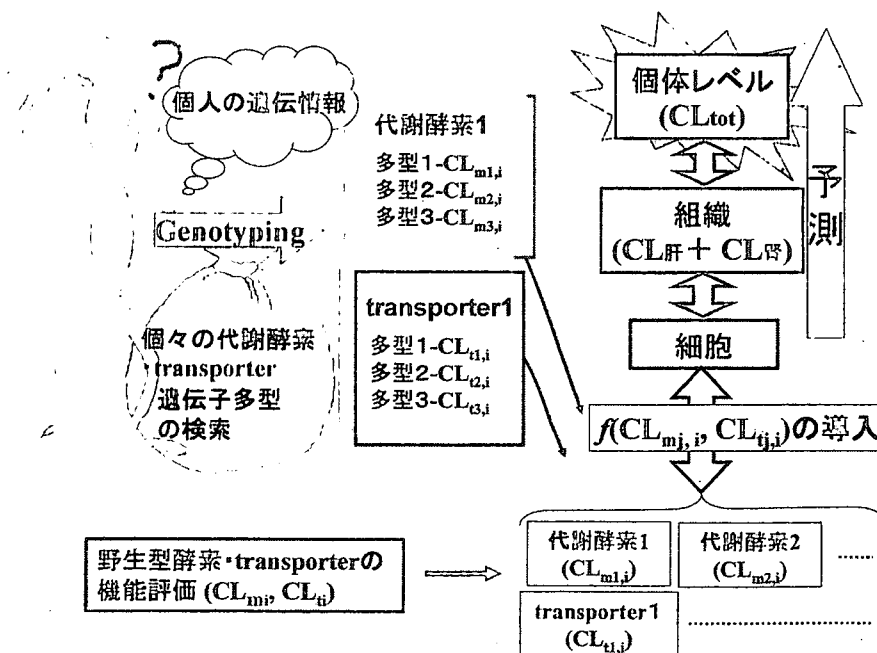 ?
個人の遺伝情報
Genotyping
個々の代謝酵素
・transporter
遺伝子多型
の検索
代謝酵素1
多型1-CLm1,i
多型2-CLm2,i
多型3-CLm3,i
transporter1
多型1-CLt1,i
多型2-CLt2,i
多型3-CLt3,i
個体レベル
(CLtot)
組織
(CL肝＋CL腎)
細胞
予測
f(CLmj, i, CLtj,i)の導入
野生型酵素・transporterの
機能評価 (CLmi, CLti)
代謝酵素1
(CLm1,i)
代謝酵素2
(CLm2,i)
transporter1
(CLt1,i)